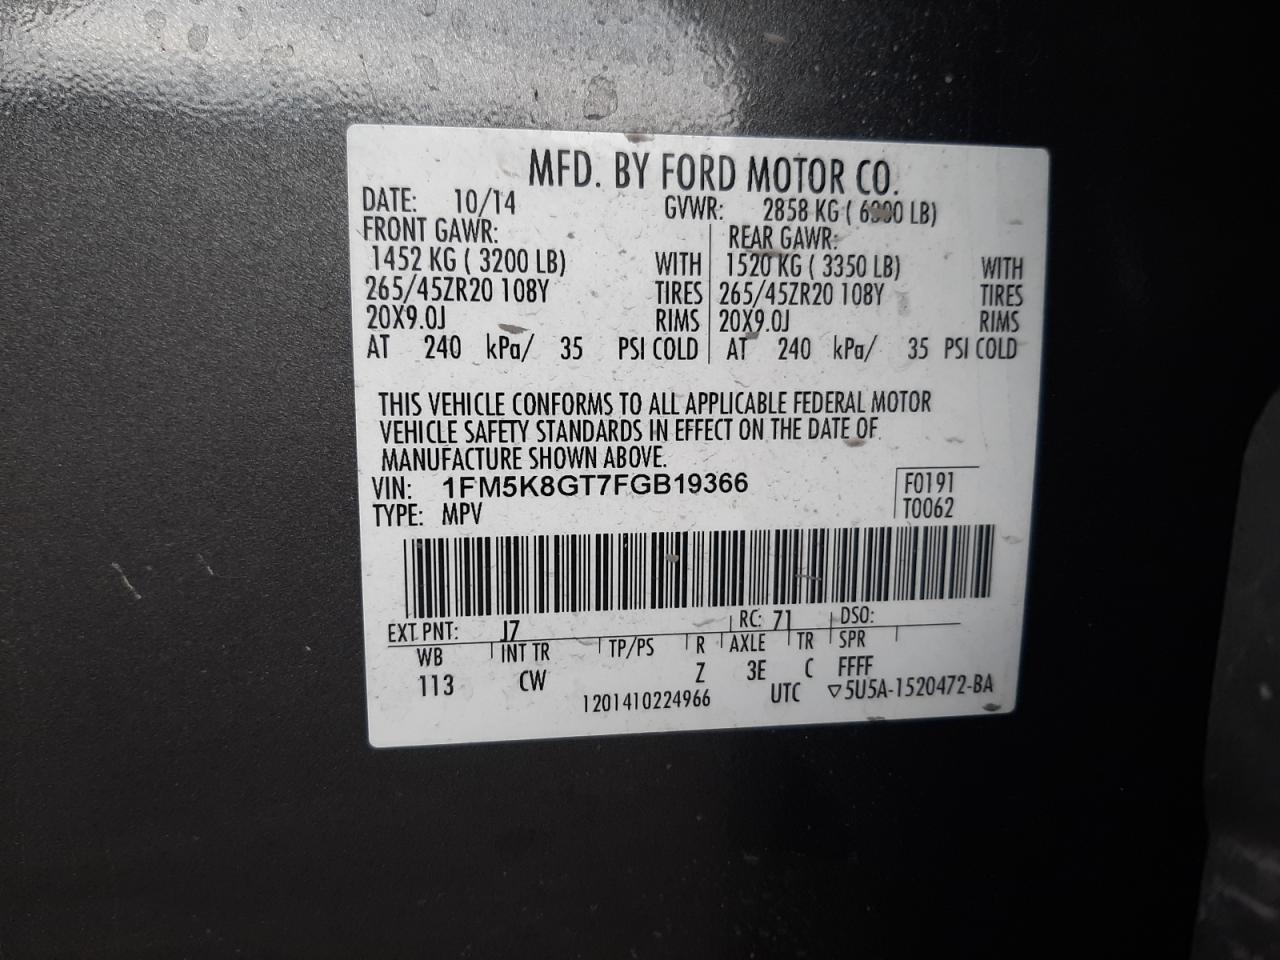 MFD. BY FORD MOTOR CO.
DATE: 10/14 GVWR: 2858 KG ( 6300 LB)
FRONT GAWR: REAR GAWR:
1452 KG ( 3200 LB) WITH 1520 KG ( 3350 LB) WITH
265/45ZR20 108Y TIRES 265/45ZR20 108Y TIRES
20X9.0J RIMS 20X9.0J RIMS
AT 240 kPa/ 35 PSI COLD AT 240 kPa/ 35 PSI COLD
THIS VEHICLE CONFORMS TO ALL APPLICABLE FEDERAL MOTOR
VEHICLE SAFETY STANDARDS IN EFFECT ON THE DATE OF
MANUFACTURE SHOWN ABOVE.
VIN: 1FM5K8GT7FGB19366 F0191
TYPE: MPV T0062
EXT PNT: J7 RC: 71 DSO:
WB INT TR TP/PS R AXLE TR SPR
113 CW Z 3E C FFFF
1201410224966 UTC ▽5U5A-1520472-BA